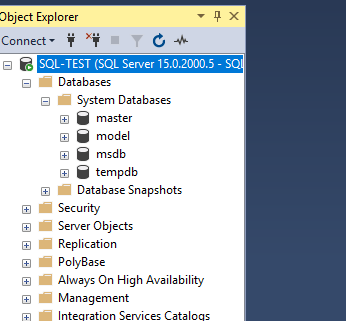 Object Explorer
Connect
SQL-TEST (SQL Server 15.0.2000.5 - SQL
Databases
System Databases
master
model
msdb
tempdb
Database Snapshots
Security
Server Objects
Replication
PolyBase
Always On High Availability
Management
Integration Services Catalogs